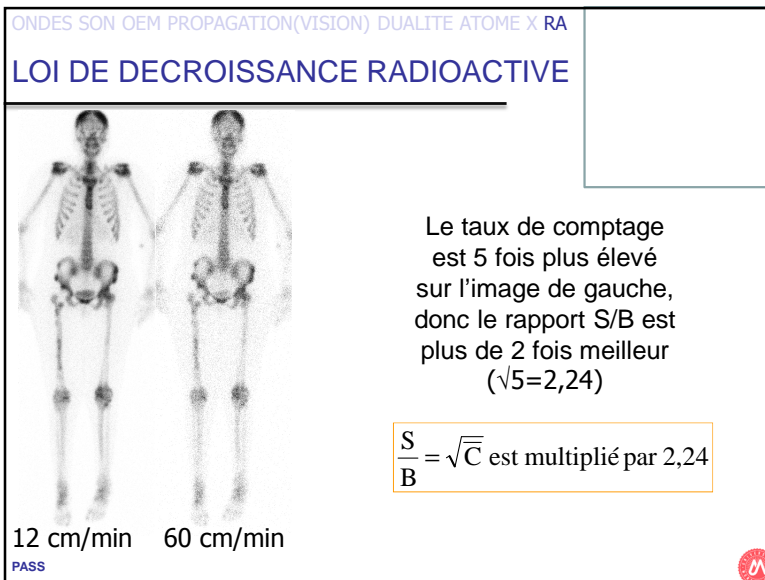 ONDES SON OEM PROPAGATION(VISION) DUALITE ATOME X RA
LOI DE DECROISSANCE RADIOACTIVE
Le taux de comptage
est 5 fois plus élevé
sur l'image de gauche,
donc le rapport S/B est
plus de 2 fois meilleur
(√5=2,24)
S/B = √C̅ est multiplié par 2,24
12 cm/min 60 cm/min
PASS